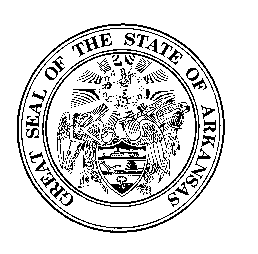 GREAT SEAL OF THE STATE OF ARKANSAS